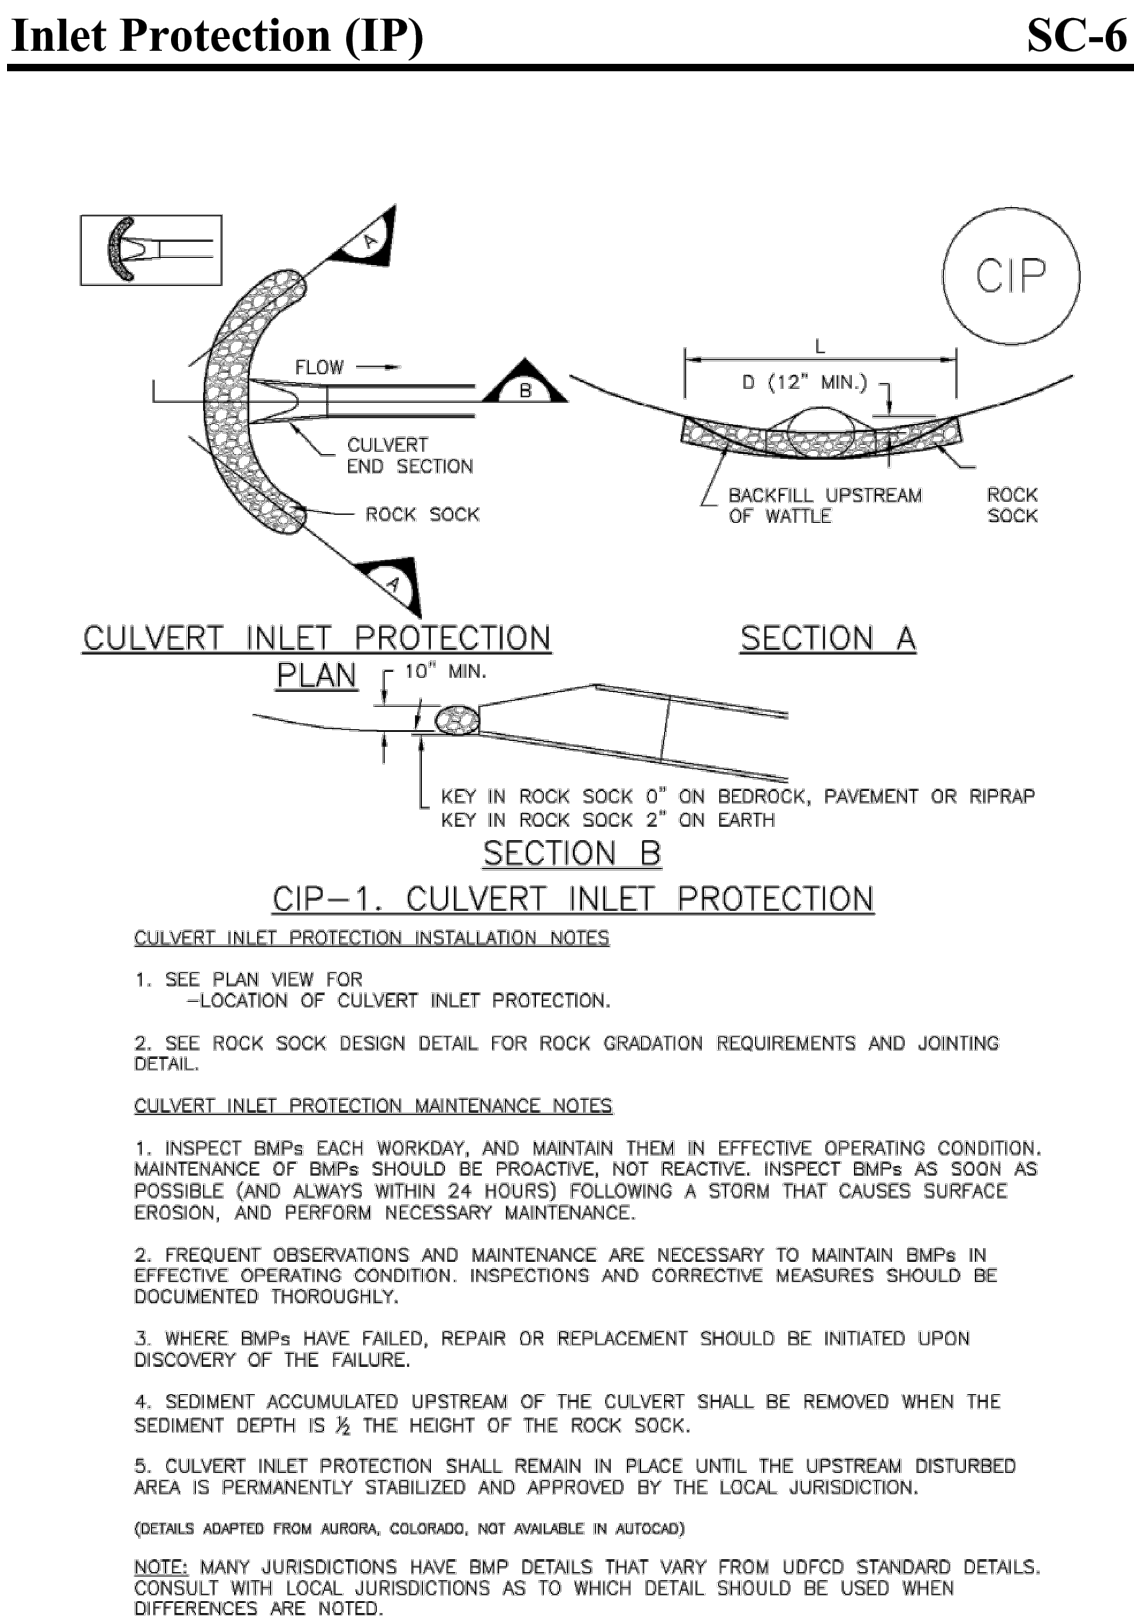 Inlet Protection (IP) SC-6
CIP
A
FLOW
B
L
D (12" MIN.)
CULVERT
END SECTION
ROCK SOCK
BACKFILL UPSTREAM
OF WATTLE
ROCK
SOCK
A
CULVERT INLET PROTECTION
PLAN
SECTION A
10" MIN.
KEY IN ROCK SOCK 0" ON BEDROCK, PAVEMENT OR RIPRAP
KEY IN ROCK SOCK 2" ON EARTH
SECTION B
CIP-1. CULVERT INLET PROTECTION
CULVERT INLET PROTECTION INSTALLATION NOTES
1. SEE PLAN VIEW FOR
-LOCATION OF CULVERT INLET PROTECTION.
2. SEE ROCK SOCK DESIGN DETAIL FOR ROCK GRADATION REQUIREMENTS AND JOINTING
DETAIL.
CULVERT INLET PROTECTION MAINTENANCE NOTES
1. INSPECT BMPs EACH WORKDAY, AND MAINTAIN THEM IN EFFECTIVE OPERATING CONDITION.
MAINTENANCE OF BMPs SHOULD BE PROACTIVE, NOT REACTIVE. INSPECT BMPs AS SOON AS
POSSIBLE (AND ALWAYS WITHIN 24 HOURS) FOLLOWING A STORM THAT CAUSES SURFACE
EROSION, AND PERFORM NECESSARY MAINTENANCE.
2. FREQUENT OBSERVATIONS AND MAINTENANCE ARE NECESSARY TO MAINTAIN BMPs IN
EFFECTIVE OPERATING CONDITION. INSPECTIONS AND CORRECTIVE MEASURES SHOULD BE
DOCUMENTED THOROUGHLY.
3. WHERE BMPs HAVE FAILED, REPAIR OR REPLACEMENT SHOULD BE INITIATED UPON
DISCOVERY OF THE FAILURE.
4. SEDIMENT ACCUMULATED UPSTREAM OF THE CULVERT SHALL BE REMOVED WHEN THE
SEDIMENT DEPTH IS ½ THE HEIGHT OF THE ROCK SOCK.
5. CULVERT INLET PROTECTION SHALL REMAIN IN PLACE UNTIL THE UPSTREAM DISTURBED
AREA IS PERMANENTLY STABILIZED AND APPROVED BY THE LOCAL JURISDICTION.
(DETAILS ADAPTED FROM AURORA, COLORADO, NOT AVAILABLE IN AUTOCAD)
NOTE: MANY JURISDICTIONS HAVE BMP DETAILS THAT VARY FROM UDFCD STANDARD DETAILS.
CONSULT WITH LOCAL JURISDICTIONS AS TO WHICH DETAIL SHOULD BE USED WHEN
DIFFERENCES ARE NOTED.